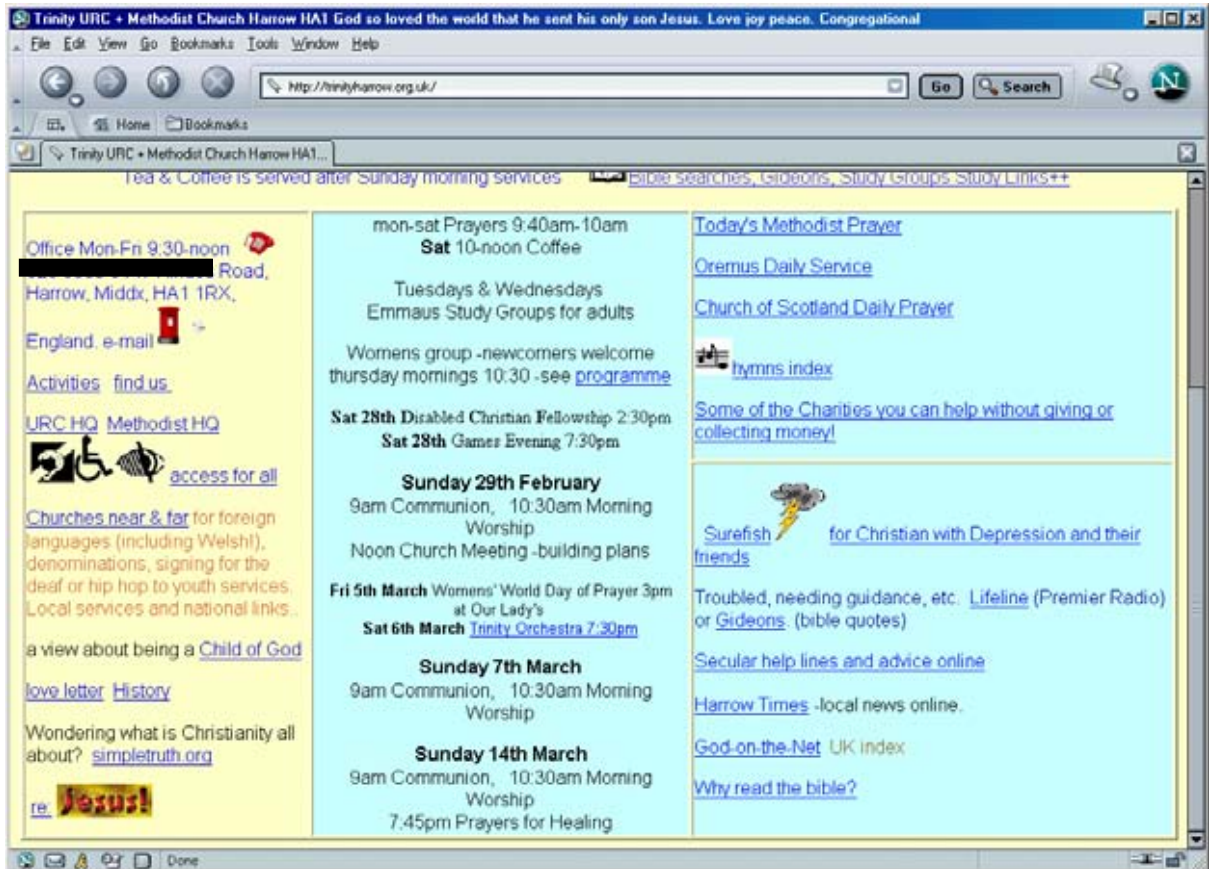 Trinity URC + Methodist Church Harrow HA1 God so loved the world that he sent his only son Jesus. Love joy peace. Congregational
File Edit View Go Bookmarks Tools Window Help
http://trinityharrow.org.uk/ Go Search N
Home Bookmarks
Trinity URC + Methodist Church Harrow HA1...
Tea & Coffee is served after Sunday morning services Bible searches, Gideons, Study Groups Study Links++
Office Mon-Fri 9.30-noon
Road,
Harrow, Middx, HA1 1RX,
England. e-mail
Activities find us
URC HQ Methodist HQ
access for all
Churches near & far for foreign
languages (including Welsh!),
denominations, signing for the
deaf or hip hop to youth services.
Local services and national links..
a view about being a Child of God
love letter History
Wondering what is Christianity all
about? simpletruth.org
re: Jesus!
mon-sat Prayers 9:40am-10am
Sat 10-noon Coffee
Tuesdays & Wednesdays
Emmaus Study Groups for adults
Womens group -newcomers welcome
thursday mornings 10:30 -see programme
Sat 28th Disabled Christian Fellowship 2:30pm
Sat 28th Games Evening 7:30pm
Sunday 29th February
9am Communion, 10:30am Morning
Worship
Noon Church Meeting -building plans
Fri 5th March Womens' World Day of Prayer 3pm
at Our Lady's
Sat 6th March Trinity Orchestra 7:30pm
Sunday 7th March
9am Communion, 10:30am Morning
Worship
Sunday 14th March
9am Communion, 10:30am Morning
Worship
7:45pm Prayers for Healing
Today's Methodist Prayer
Oremus Daily Service
Church of Scotland Daily Prayer
hymns index
Some of the Charities you can help without giving or
collecting money!
Surefish for Christian with Depression and their
friends
Troubled, needing guidance, etc. Lifeline (Premier Radio)
or Gideons. (bible quotes)
Secular help lines and advice online
Harrow Times -local news online.
God-on-the-Net UK index
Why read the bible?
Done